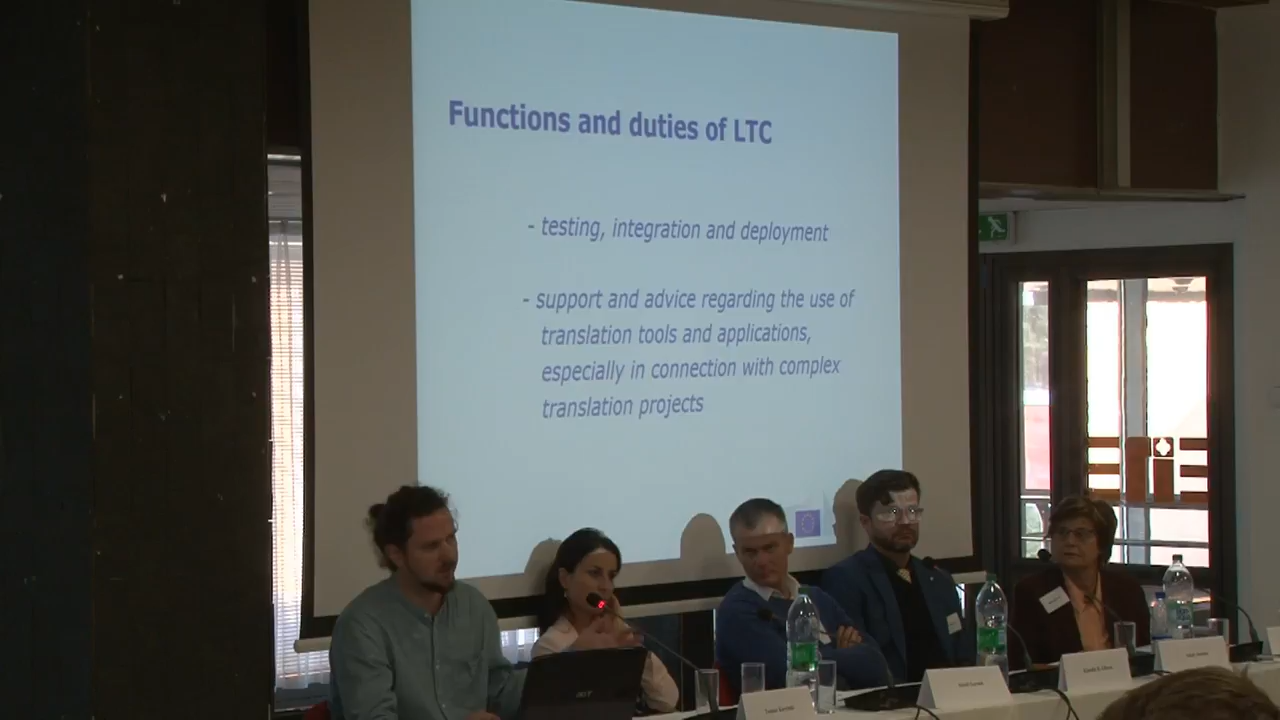 Functions and duties of LTC
- testing, integration and deployment
- support and advice regarding the use of
translation tools and applications,
especially in connection with complex
translation projects
acer